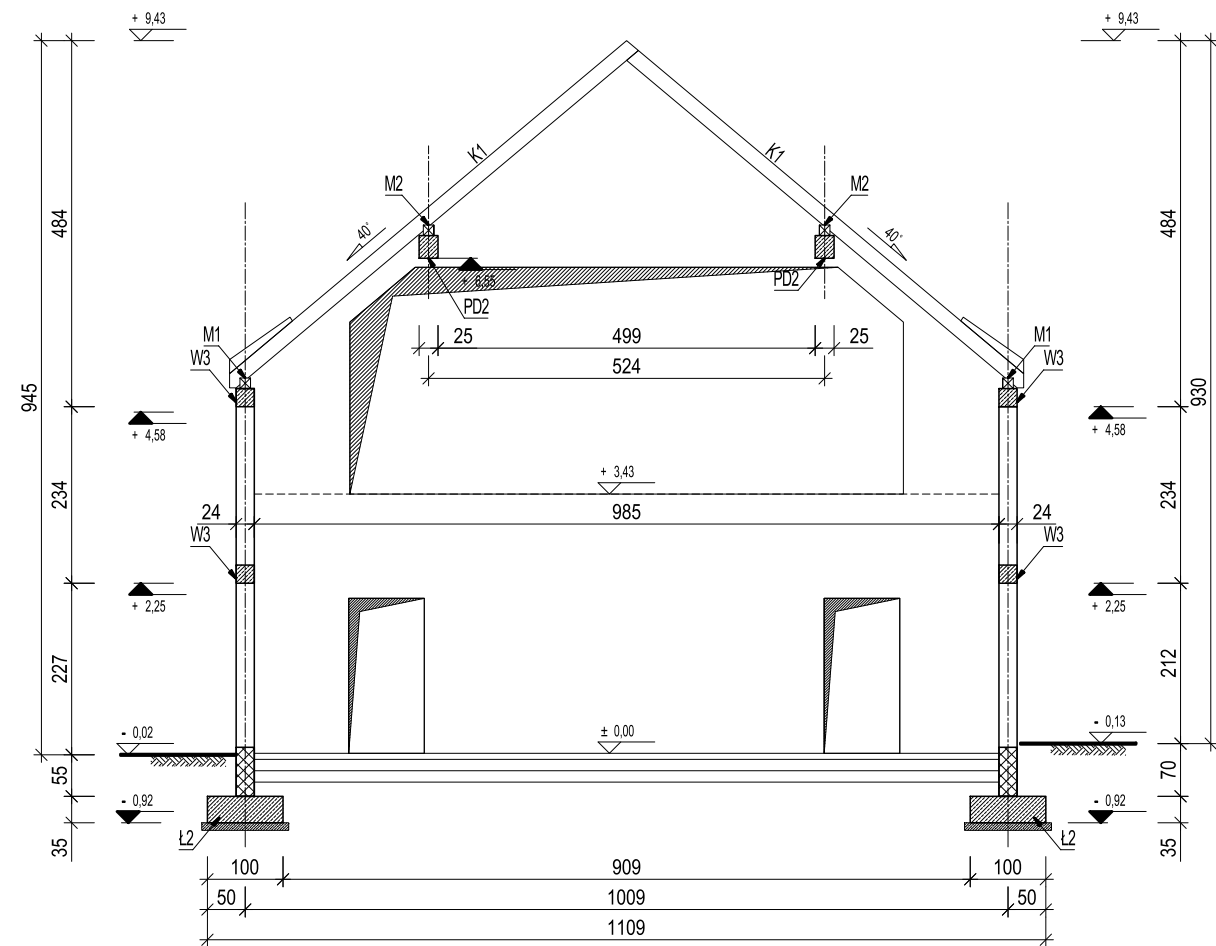 + 9,43
+ 9,43
K1
K1
M2
M2
484
484
40°
40°
+ 6,55
PD2
PD2
M1
M1
25
499
25
W3
W3
524
945
930
+ 4,58
+ 4,58
+ 3,43
234
234
24
985
24
W3
W3
+ 2,25
+ 2,25
227
212
- 0,02
± 0,00
- 0,13
55
70
- 0,92
- 0,92
35
35
Ł2
Ł2
100
909
100
50
1009
50
1109